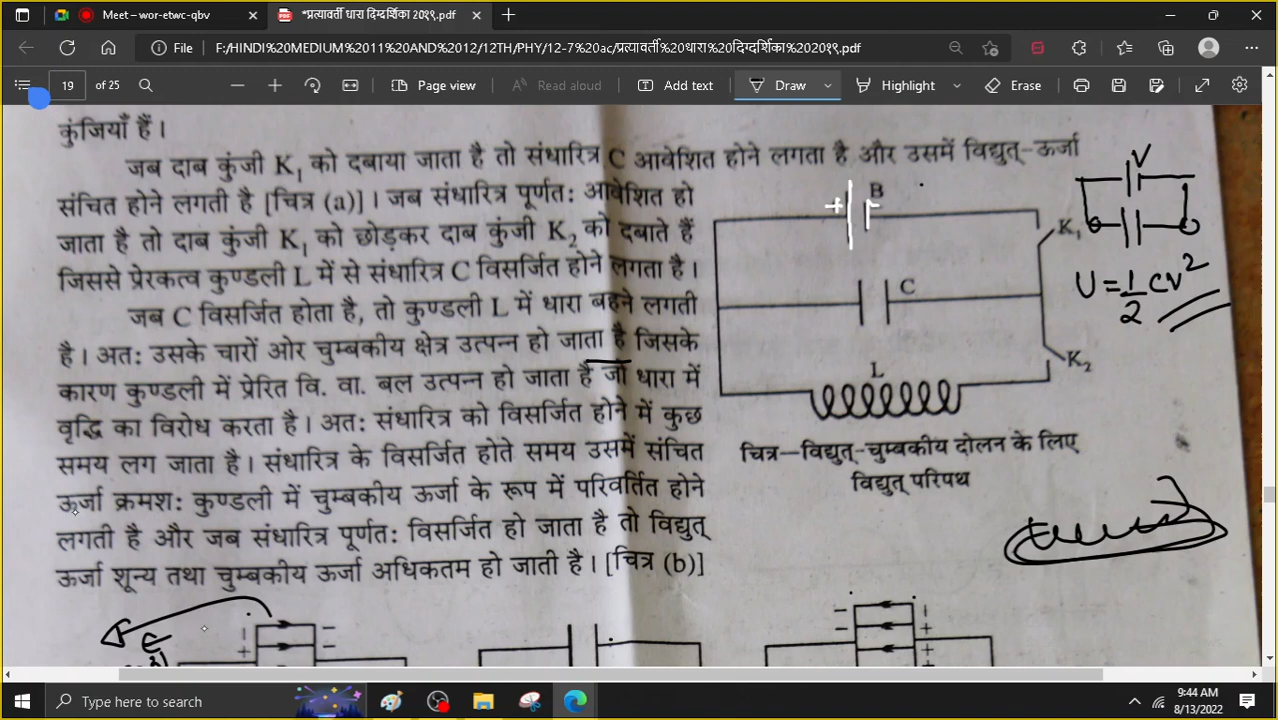 Meet – wor-etwc-qbv
*प्रत्यावर्ती धारा दिग्दर्शिका 2०१९.pdf
File
F:/HINDI%20MEDIUM%2011%20AND%2012/12TH/PHY/12-7%20ac/प्रत्यावर्ती%20धारा%20दिग्दर्शिका%202०१९.pdf
19 of 25
Page view
Read aloud
Add text
Draw
Highlight
Erase
कुंजियाँ हैं।
जब दाब कुंजी K1 को दबाया जाता है तो संधारित्र C आवेशित होने लगता है और उसमें विद्युत्-ऊर्जा
संचित होने लगती है [चित्र (a)]। जब संधारित्र पूर्णत: आवेशित हो
जाता है तो दाब कुंजी K1 को छोड़कर दाब कुंजी K2 को दबाते हैं
जिससे प्रेरकत्व कुण्डली L में से संधारित्र C विसर्जित होने लगता है।
जब C विसर्जित होता है, तो कुण्डली L में धारा बहने लगती
है। अत: उसके चारों ओर चुम्बकीय क्षेत्र उत्पन्न हो जाता है जिसके
कारण कुण्डली में प्रेरित वि. वा. बल उत्पन्न हो जाता है जो धारा में
वृद्धि का विरोध करता है। अत: संधारित्र को विसर्जित होने में कुछ
समय लग जाता है। संधारित्र के विसर्जित होते समय उसमें संचित
ऊर्जा क्रमश: कुण्डली में चुम्बकीय ऊर्जा के रूप में परिवर्तित होने
लगती है और जब संधारित्र पूर्णत: विसर्जित हो जाता है तो विद्युत्
ऊर्जा शून्य तथा चुम्बकीय ऊर्जा अधिकतम हो जाती है। [चित्र (b)]
+ B
K1
C
K2
L
चित्र—विद्युत्-चुम्बकीय दोलन के लिए
विद्युत् परिपथ
V
U = 1/2 CV²
E
+ –
+ –
– +
– +
+
Type here to search
9:44 AM
8/13/2022